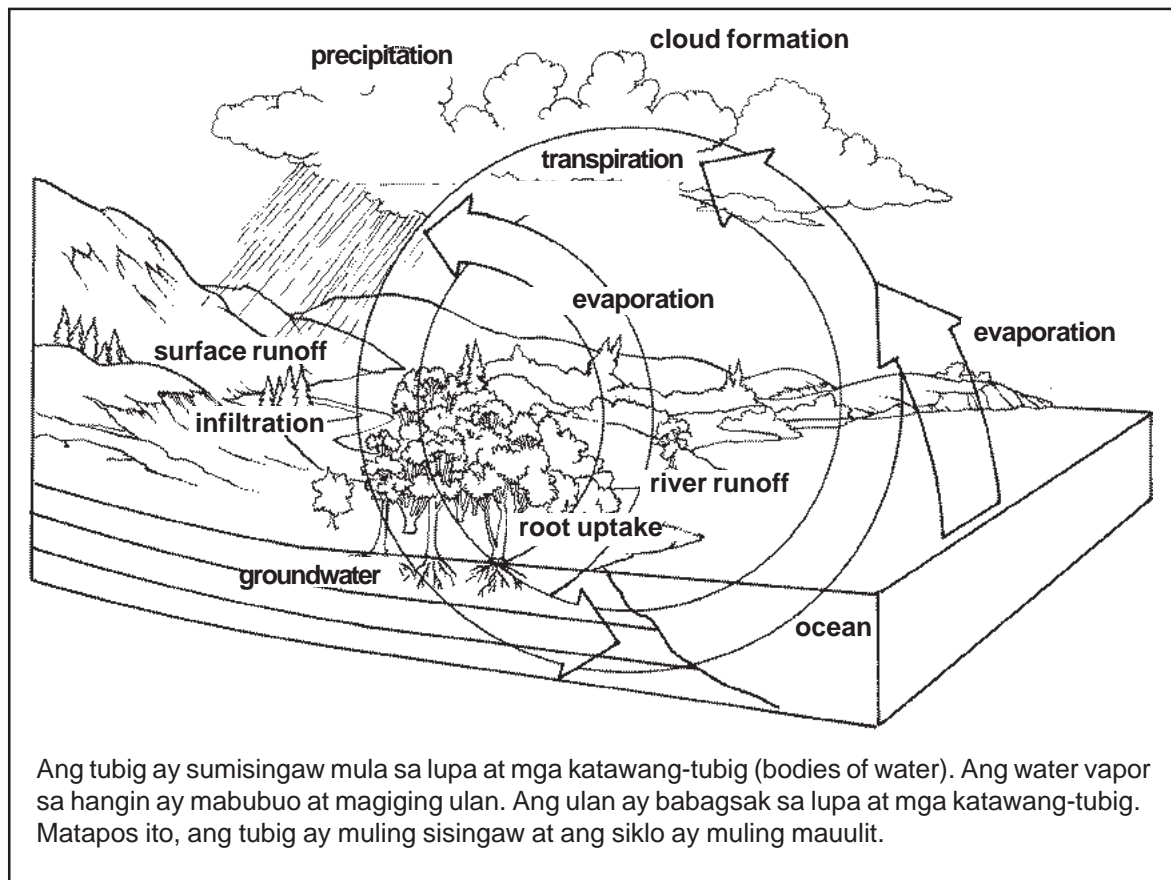 cloud formation
precipitation
transpiration
evaporation
evaporation
surface runoff
infiltration
river runoff
root uptake
groundwater
ocean
Ang tubig ay sumisingaw mula sa lupa at mga katawang-tubig (bodies of water). Ang water vapor
sa hangin ay mabubuo at magiging ulan. Ang ulan ay babagsak sa lupa at mga katawang-tubig.
Matapos ito, ang tubig ay muling sisingaw at ang siklo ay muling mauulit.